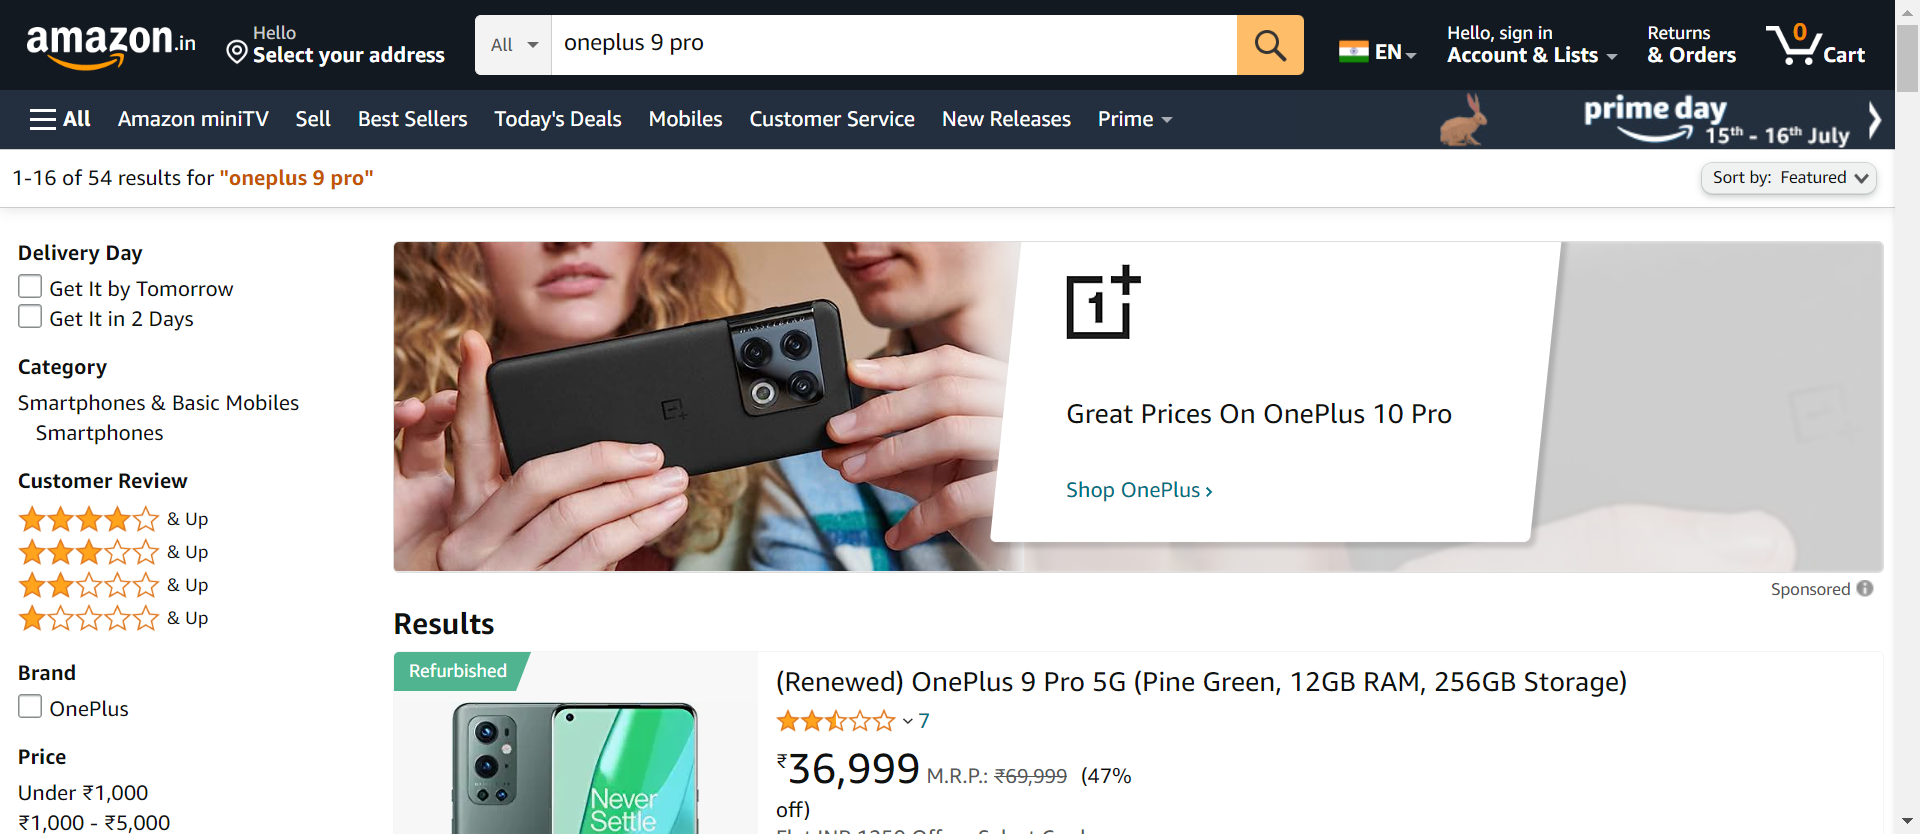 amazon.in
Hello
Select your address
All
oneplus 9 pro
EN
Hello, sign in
Account & Lists
Returns
& Orders
0
Cart
All
Amazon miniTV
Sell
Best Sellers
Today's Deals
Mobiles
Customer Service
New Releases
Prime
prime day
15th - 16th July
1-16 of 54 results for "oneplus 9 pro"
Sort by: Featured
Delivery Day
Get It by Tomorrow
Get It in 2 Days
Category
Smartphones & Basic Mobiles
Smartphones
Customer Review
& Up
& Up
& Up
& Up
Brand
OnePlus
Price
Under ₹1,000
₹1,000 - ₹5,000
HASSELBLAD
1+
Great Prices On OnePlus 10 Pro
Shop OnePlus ›
Sponsored
Results
Refurbished
Never
Settle
(Renewed) OnePlus 9 Pro 5G (Pine Green, 12GB RAM, 256GB Storage)
7
₹36,999 M.R.P.: ₹69,999 (47%
off)